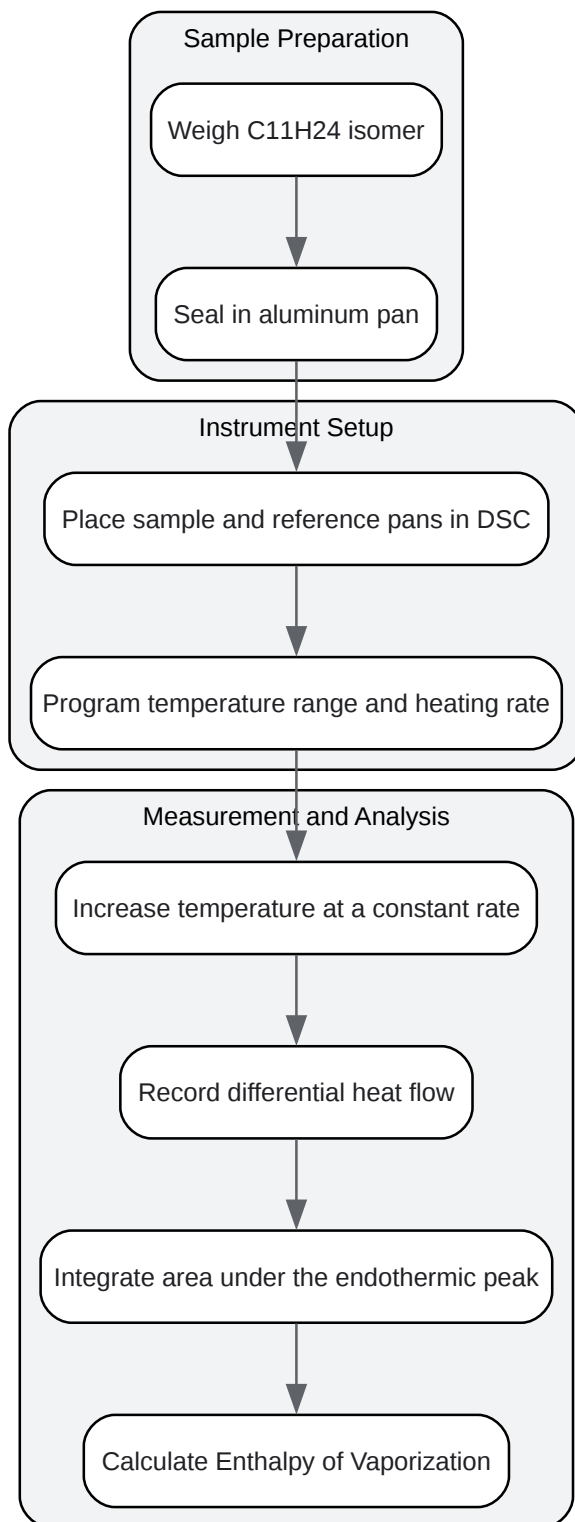 Sample Preparation
Weigh C11H24 isomer
Seal in aluminum pan
Instrument Setup
Place sample and reference pans in DSC
Program temperature range and heating rate
Measurement and Analysis
Increase temperature at a constant rate
Record differential heat flow
Integrate area under the endothermic peak
Calculate Enthalpy of Vaporization